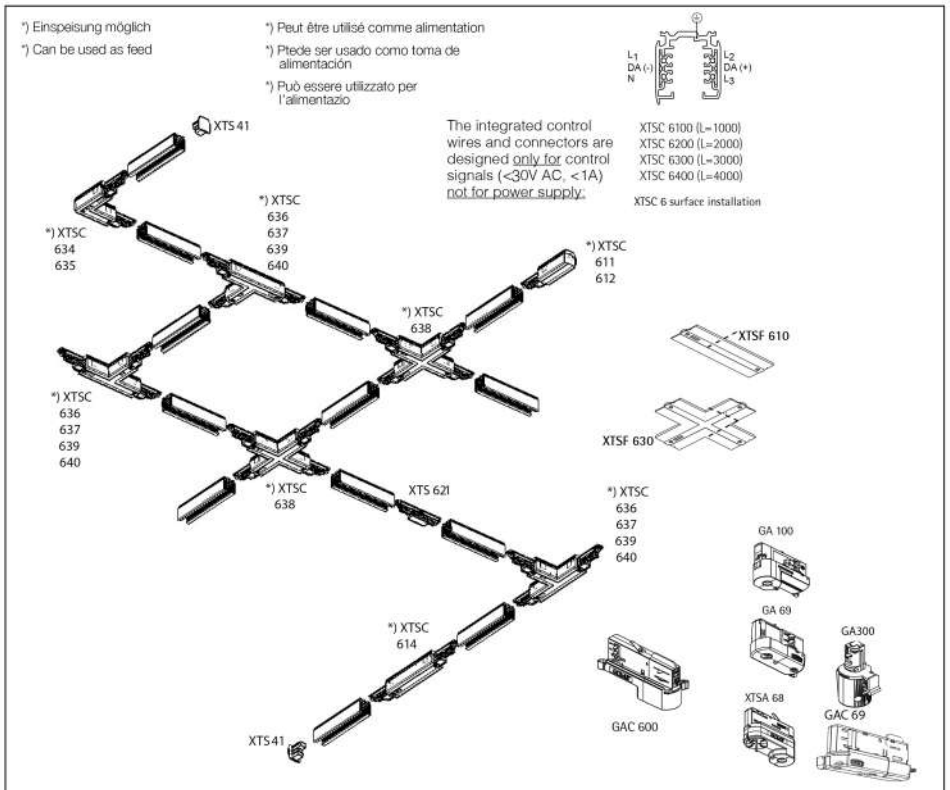 *) Einspeisung möglich
*) Can be used as feed
*) Peut être utilisé comme alimentation
*) Ptede ser usado como toma de
alimentación
*) Può essere utilizzato per
l'alimentazio
L1
DA (-)
N
L2
DA (+)
L3
The integrated control
wires and connectors are
designed only for control
signals (<30V AC, <1A)
not for power supply:
XTSC 6100 (L=1000)
XTSC 6200 (L=2000)
XTSC 6300 (L=3000)
XTSC 6400 (L=4000)
XTSC 6 surface installation
XTS 41
*) XTSC
634
635
*) XTSC
636
637
639
640
*) XTSC
611
612
*) XTSC
638
XTSF 610
*) XTSC
636
637
639
640
XTSF 630
*) XTSC
638
XTS 621
*) XTSC
636
637
639
640
GA 100
GA 69
GA300
*) XTSC
614
XTSA 68
GAC 69
GAC 600
XTS 41